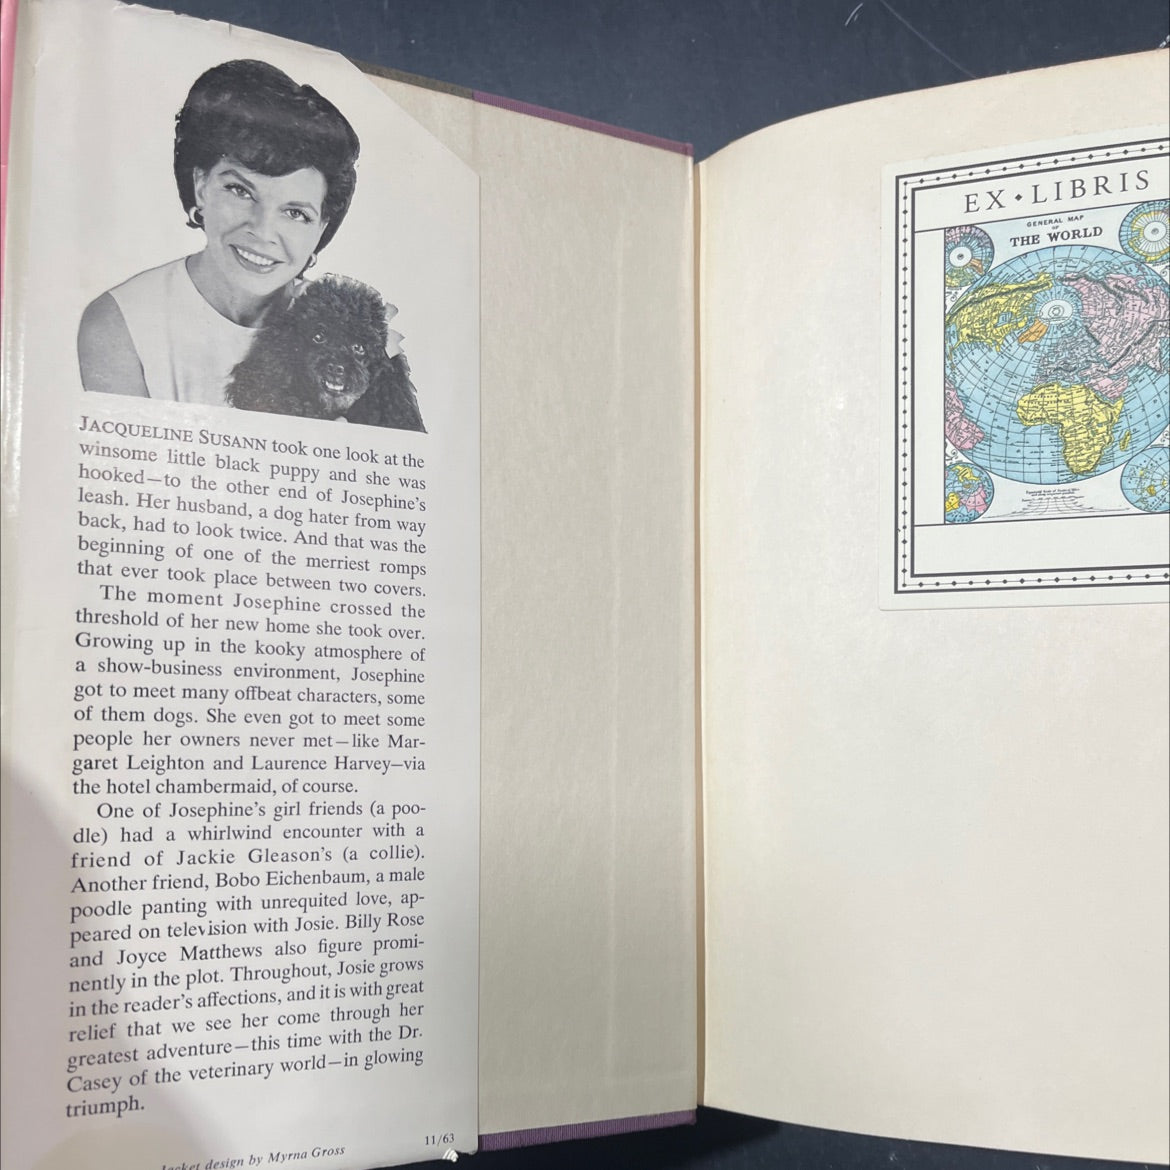 JACQUELINE SUSANN took one look at the
winsome little black puppy and she was
hooked—to the other end of Josephine's
leash. Her husband, a dog hater from way
back, had to look twice. And that was the
beginning of one of the merriest romps
that ever took place between two covers.
The moment Josephine crossed the
threshold of her new home she took over.
Growing up in the kooky atmosphere of
a show-business environment, Josephine
got to meet many offbeat characters, some
of them dogs. She even got to meet some
people her owners never met—like Mar-
garet Leighton and Laurence Harvey—via
the hotel chambermaid, of course.
One of Josephine's girl friends (a poo-
dle) had a whirlwind encounter with a
friend of Jackie Gleason's (a collie).
Another friend, Bobo Eichenbaum, a male
poodle panting with unrequited love, ap-
peared on television with Josie. Billy Rose
and Joyce Matthews also figure promi-
nently in the plot. Throughout, Josie grows
in the reader's affections, and it is with great
relief that we see her come through her
greatest adventure—this time with the Dr.
Casey of the veterinary world—in glowing
triumph.
11/63
Jacket design by Myrna Gross
EX • LIBRIS
GENERAL MAP
OF
THE WORLD